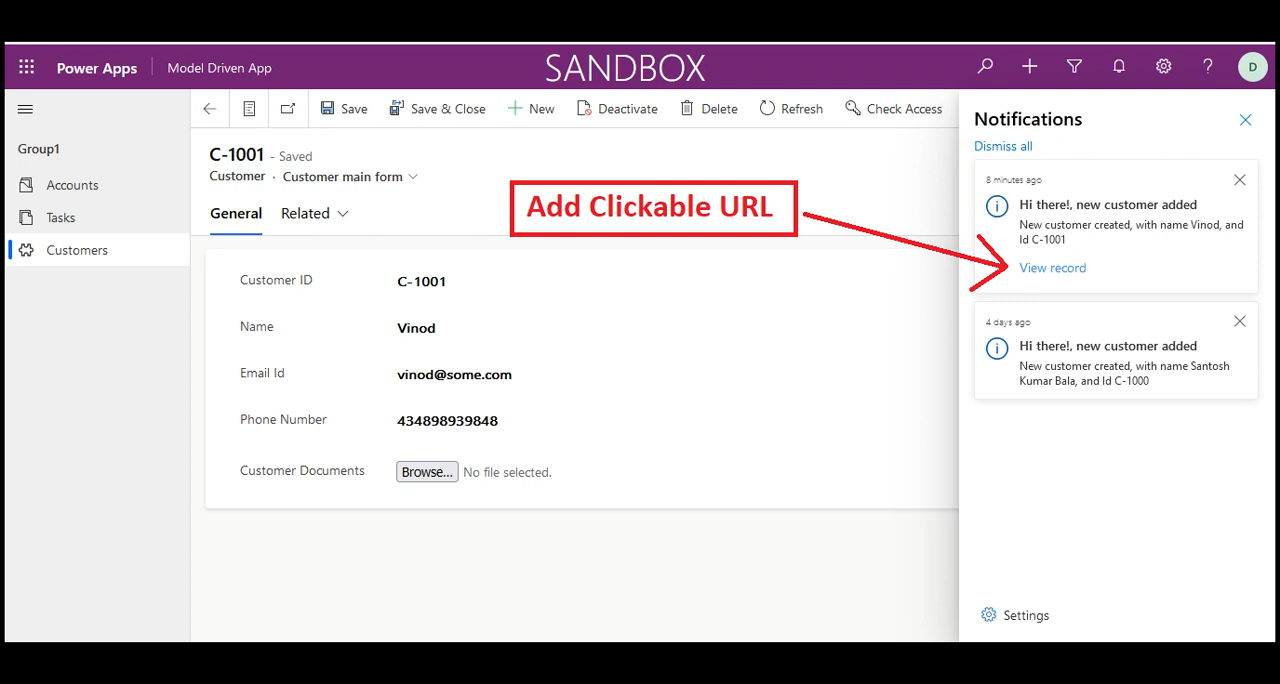 Power Apps
Model Driven App
SANDBOX
?
D
Save
Save & Close
New
Deactivate
Delete
Refresh
Check Access
Group1
Accounts
Tasks
Customers
C-1001 - Saved
Customer · Customer main form
General
Related
Add Clickable URL
Customer ID
C-1001
Name
Vinod
Email Id
vinod@some.com
Phone Number
434898939848
Customer Documents
Browse... No file selected.
Notifications
Dismiss all
8 minutes ago
Hi there!, new customer added
New customer created, with name Vinod, and
Id C-1001
View record
4 days ago
Hi there!, new customer added
New customer created, with name Santosh
Kumar Bala, and Id C-1000
Settings